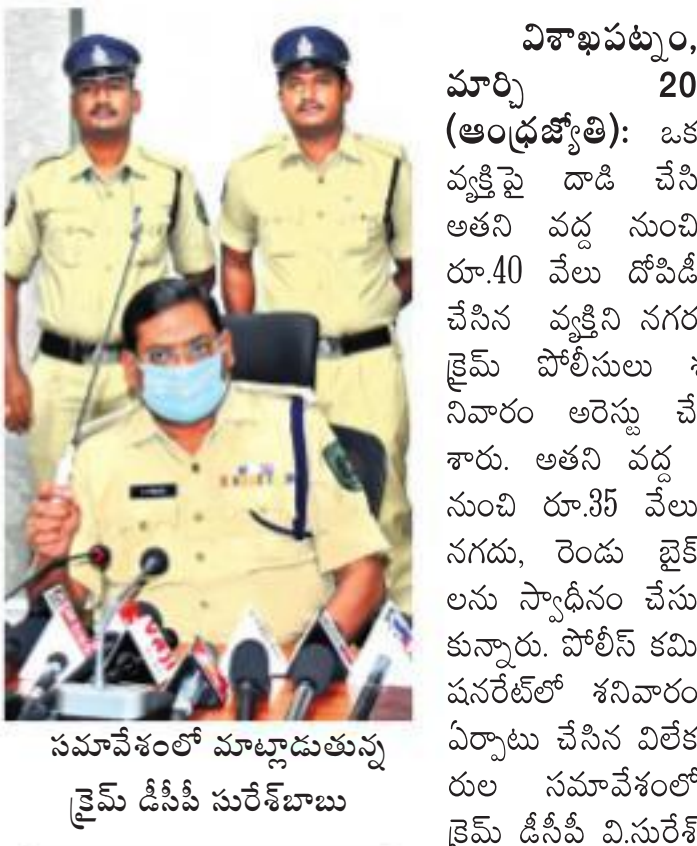 విశాఖపట్నం,
మార్చి 20
(ఆంధ్రజ్యోతి): ఒక
వ్యక్తిపై దాడి చేసి
అతని వద్ద నుంచి
రూ.40 వేలు దోపిడీ
చేసిన వ్యక్తిని నగర
క్రైమ్ పోలీసులు శ
నివారం అరెస్టు చే
శారు. అతని వద్ద
నుంచి రూ.35 వేలు
నగదు, రెండు బైక్
లను స్వాధీనం చేసు
కున్నారు. పోలీస్ కమి
షనరేట్‌లో శనివారం
ఏర్పాటు చేసిన విలేక
రుల సమావేశంలో
క్రైమ్ డీసీపీ వి.సురేశ్
సమావేశంలో మాట్లాడుతున్న
క్రైమ్ డీసీపీ సురేశ్‌బాబు